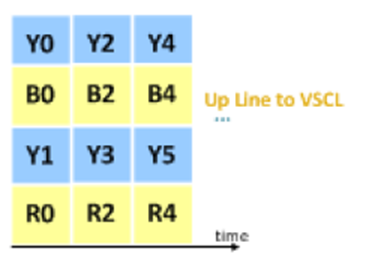 Y0 Y2 Y4
B0 B2 B4
Up Line to VSCL
...
Y1 Y3 Y5
R0 R2 R4
time